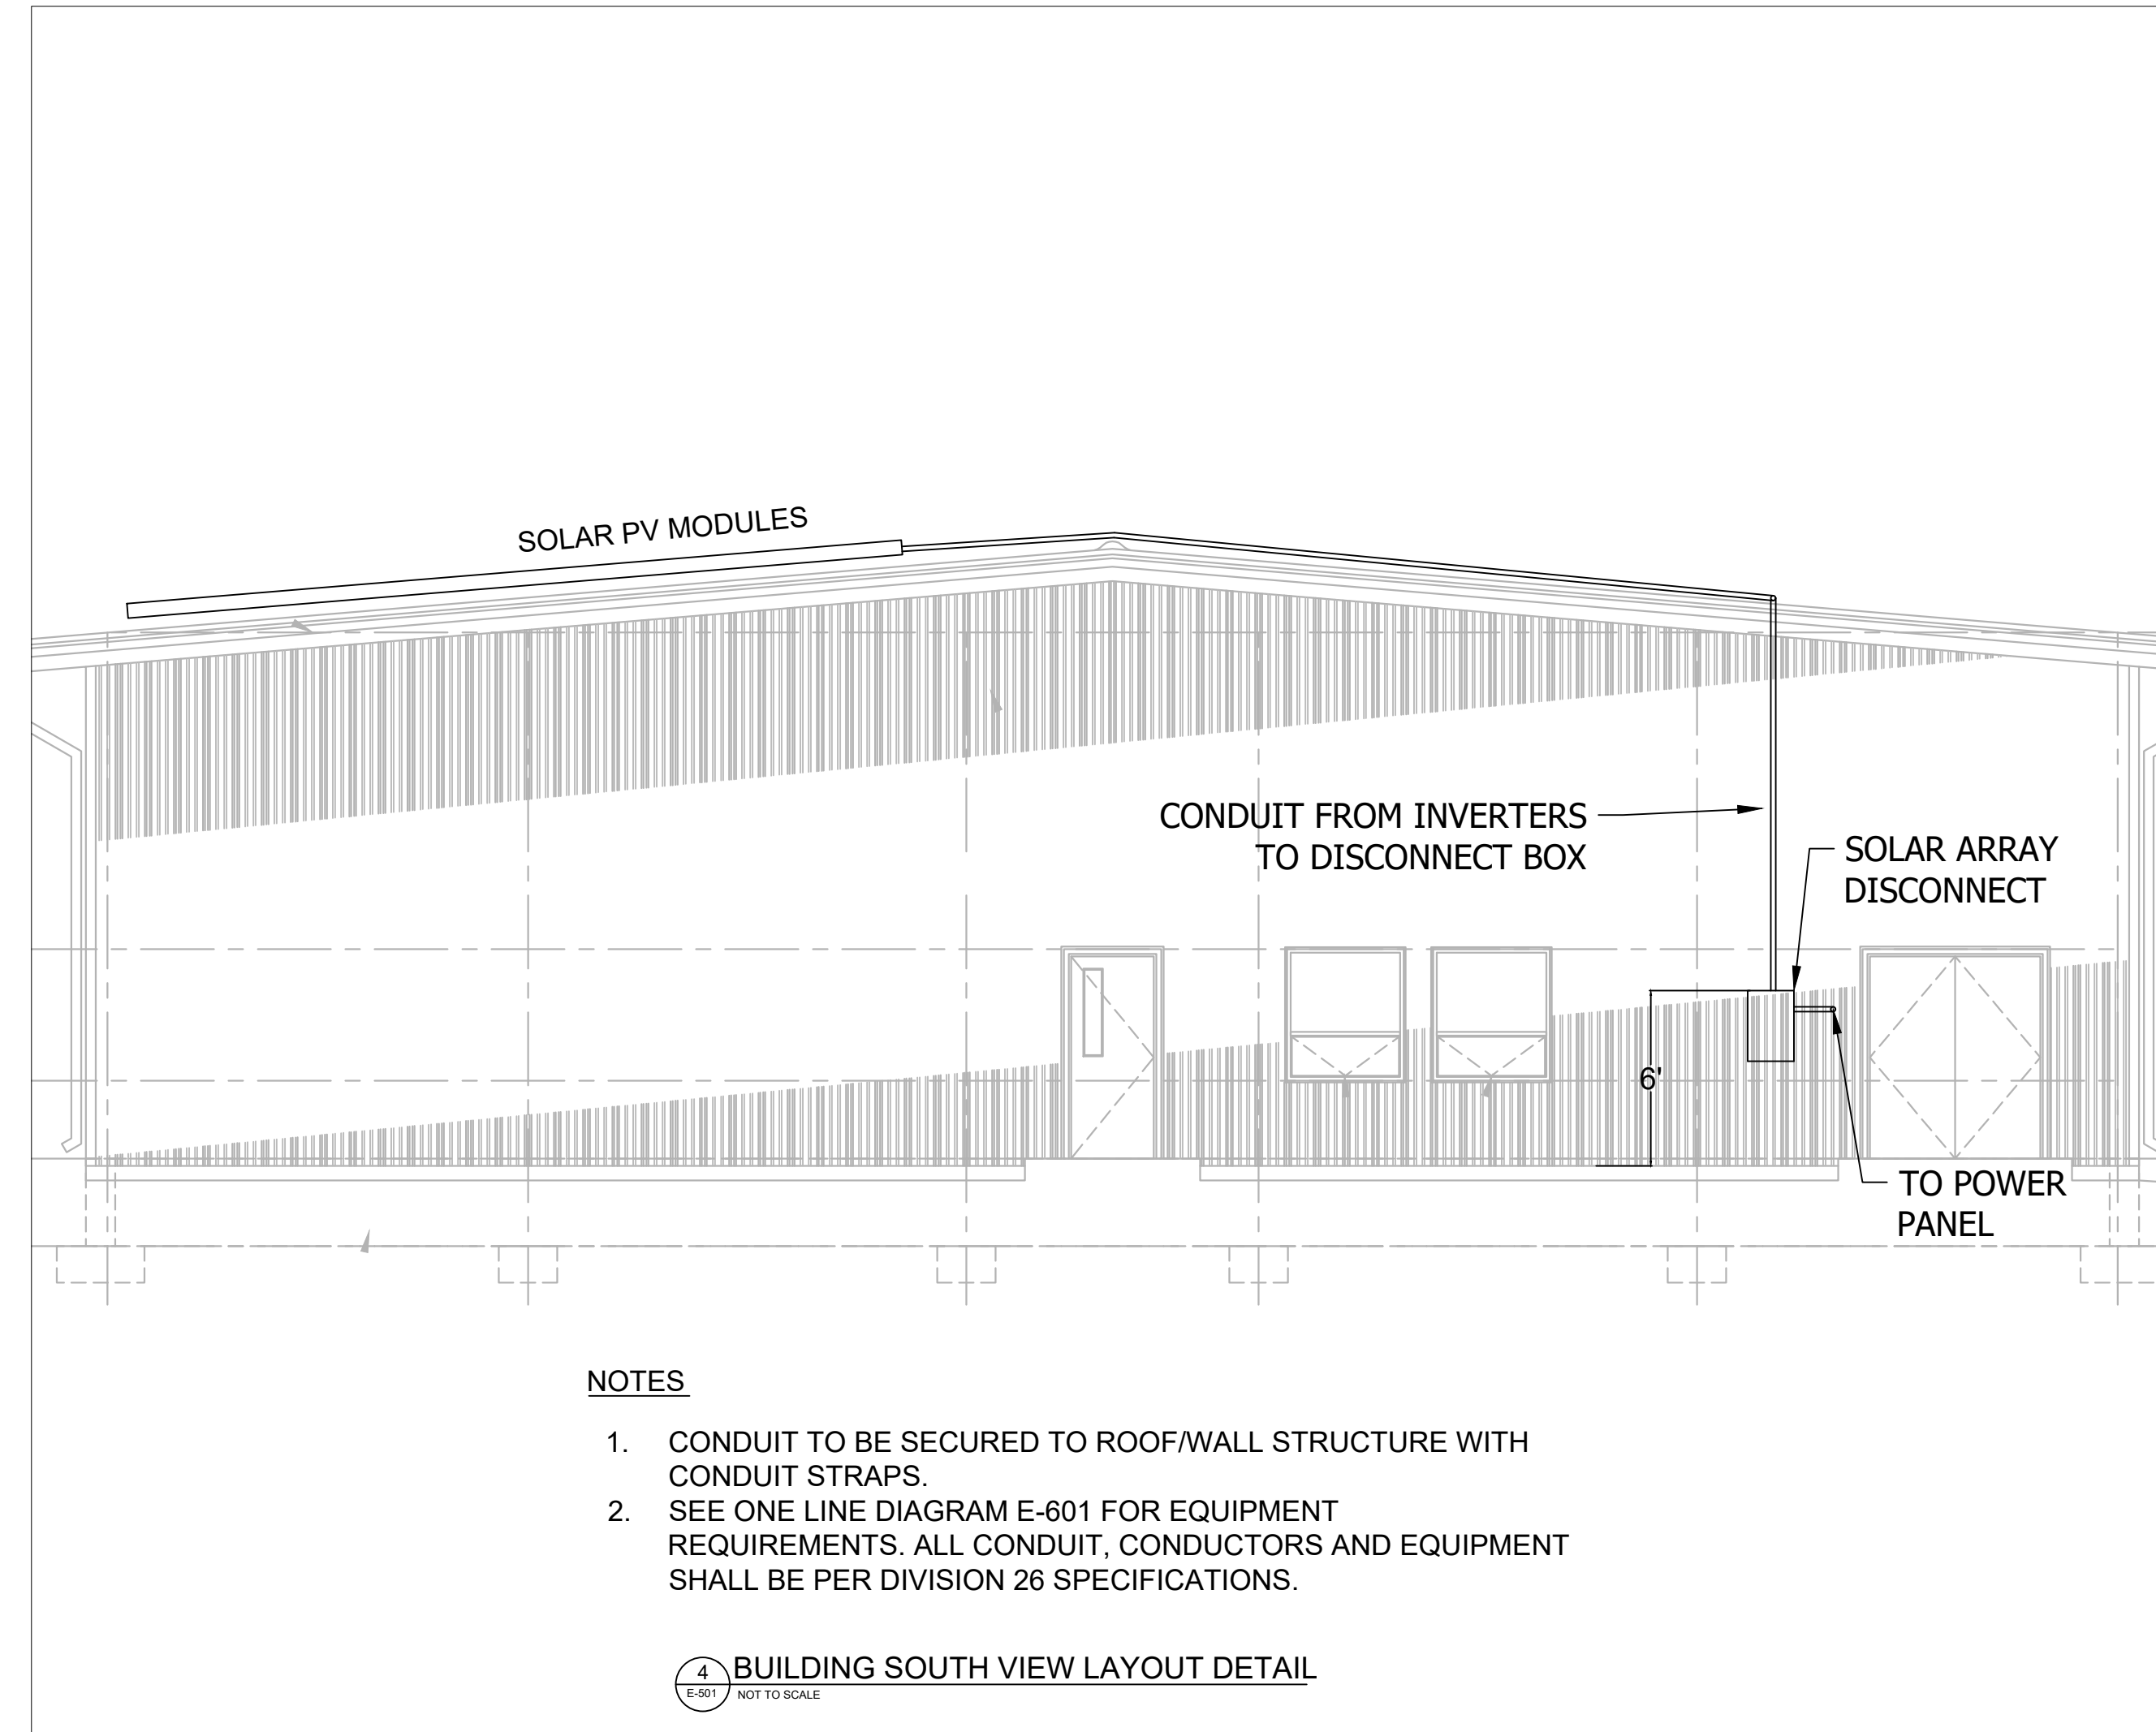 SOLAR PV MODULES
CONDUIT FROM INVERTERS
TO DISCONNECT BOX
SOLAR ARRAY
DISCONNECT
6'
TO POWER
PANEL
NOTES
1. CONDUIT TO BE SECURED TO ROOF/WALL STRUCTURE WITH
CONDUIT STRAPS.
2. SEE ONE LINE DIAGRAM E-601 FOR EQUIPMENT
REQUIREMENTS. ALL CONDUIT, CONDUCTORS AND EQUIPMENT
SHALL BE PER DIVISION 26 SPECIFICATIONS.
4
E-501
BUILDING SOUTH VIEW LAYOUT DETAIL
NOT TO SCALE